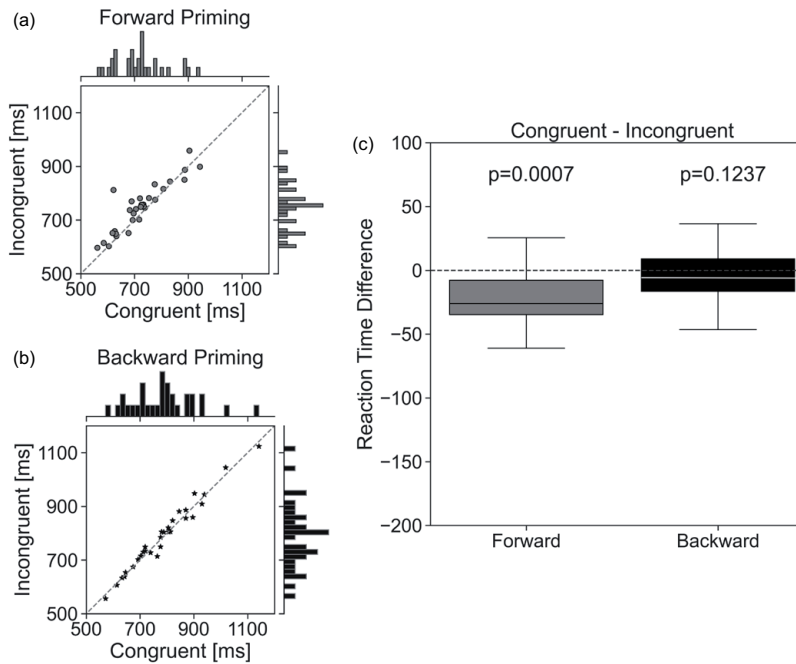 (a)
Forward Priming
Incongruent [ms]
1100
900
700
500
500 700 900 1100
Congruent [ms]
(b)
Backward Priming
Incongruent [ms]
1100
900
700
500
500 700 900 1100
Congruent [ms]
(c)
Congruent - Incongruent
Reaction Time Difference
100
50
0
−50
−100
−150
−200
p=0.0007 p=0.1237
Forward Backward